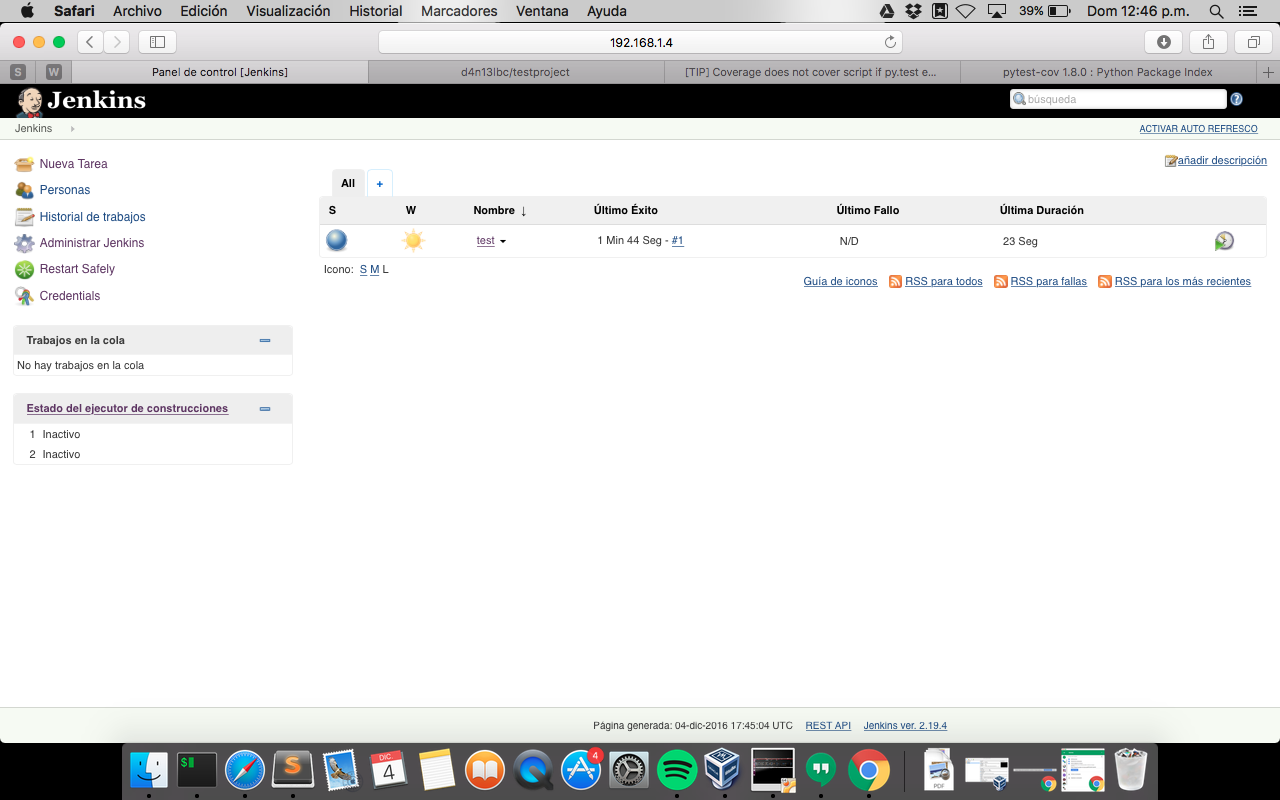 Safari Archivo Edición Visualización Historial Marcadores Ventana Ayuda 39% Dom 12:46 p.m.
192.168.1.4
S W Panel de control [Jenkins] d4n13lbc/testproject [TIP] Coverage does not cover script if py.test e... pytest-cov 1.8.0 : Python Package Index
Jenkins búsqueda
Jenkins ACTIVAR AUTO REFRESCO
añadir descripción
Nueva Tarea
Personas
Historial de trabajos
Administrar Jenkins
Restart Safely
Credentials
Trabajos en la cola
No hay trabajos en la cola
Estado del ejecutor de construcciones
1 Inactivo
2 Inactivo
All +
S W Nombre ↓ Último Éxito Último Fallo Última Duración
test 1 Min 44 Seg - #1 N/D 23 Seg
Icono: S M L
Guía de iconos RSS para todos RSS para fallas RSS para los más recientes
Página generada: 04-dic-2016 17:45:04 UTC REST API Jenkins ver. 2.19.4
$
S
DIC.
4
4
PDF